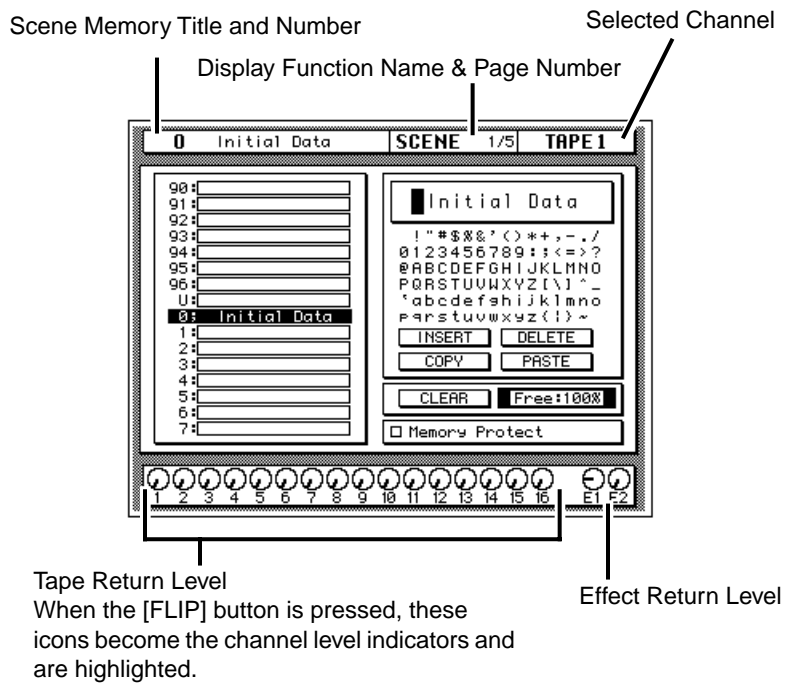 Scene Memory Title and Number
Selected Channel
Display Function Name & Page Number
0 Initial Data SCENE 1/5 TAPE1
90:
91:
92:
93:
94:
95:
96:
U:
0; Initial Data
1:
2:
3:
4:
5:
6:
7:
Initial Data
!"#$%&'()*+,-./
0123456789:;<=>?
@ABCDEFGHIJKLMNO
PQRSTUVWXYZ[\]^_
`abcdefghijklmno
pqrstuvwxyz{|}~
INSERT DELETE
COPY PASTE
CLEAR Free:100%
Memory Protect
1 2 3 4 5 6 7 8 9 10 11 12 13 14 15 16 E1 E2
Tape Return Level
When the [FLIP] button is pressed, these
icons become the channel level indicators and
are highlighted.
Effect Return Level